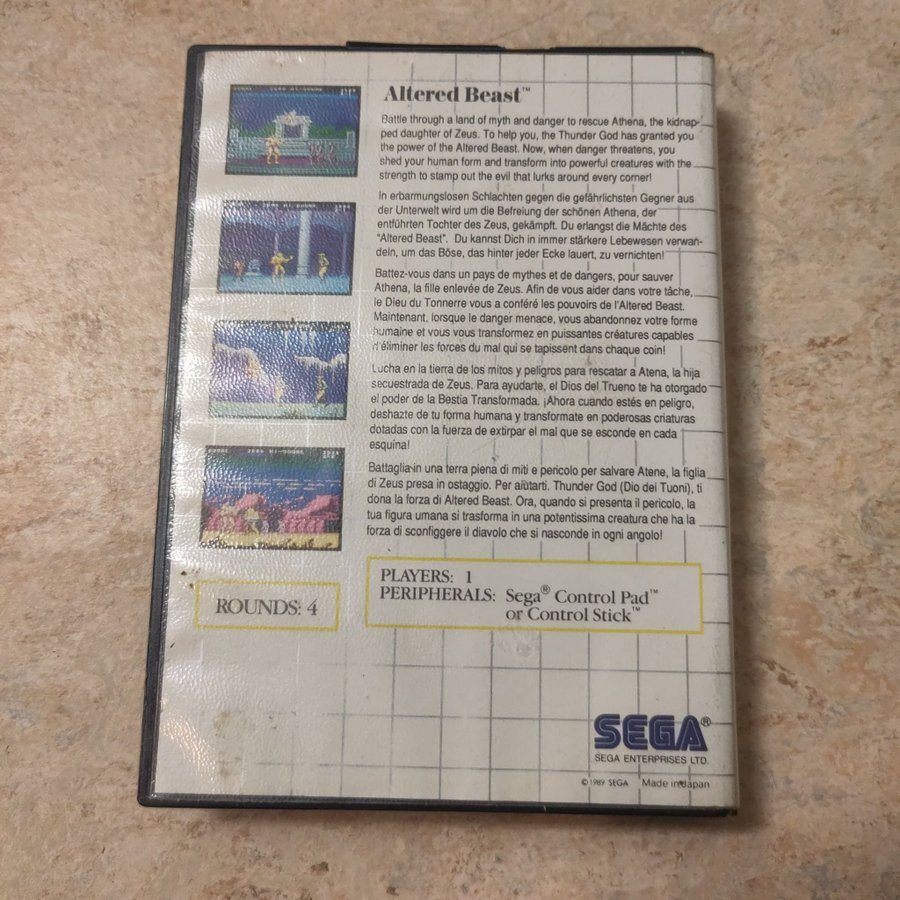 Altered Beast™
Battle through a land of myth and danger to rescue Athena, the kidnap-
ped daughter of Zeus. To help you, the Thunder God has granted you
the power of the Altered Beast. Now, when danger threatens, you
shed your human form and transform into powerful creatures with the
strength to stamp out the evil that lurks around every corner!
In erbarmungslosen Schlachten gegen die gefährlichsten Gegner aus
der Unterwelt wird um die Befreiung der schönen Athena, der
entführten Tochter des Zeus, gekämpft. Du erlangst die Mächte des
"Altered Beast". Du kannst Dich in immer stärkere Lebewesen verwan-
deln, um das Böse, das hinter jeder Ecke lauert, zu vernichten!
Battez-vous dans un pays de mythes et de dangers, pour sauver
Athena, la fille enlevée de Zeus. Afin de vous aider dans votre tâche,
le Dieu du Tonnerre vous a conféré les pouvoirs de l'Altered Beast.
Maintenant, lorsque le danger menace, vous abandonnez votre forme
humaine et vous vous transformez en puissantes créatures capables
d'éliminer les forces du mal qui se tapissent dans chaque coin!
Lucha en la tierra de los mitos y peligros para rescatar a Atena, la hija
secuestrada de Zeus. Para ayudarte, el Dios del Trueno te ha otorgado
el poder de la Bestia Transformada. ¡Ahora cuando estés en peligro,
deshazte de tu forma humana y transformate en poderosas criaturas
dotadas con la fuerza de extirpar el mal que se esconde en cada
esquina!
Battaglia in una terra piena di miti e pericolo per salvare Atene, la figlia
di Zeus presa in ostaggio. Per aiutarti. Thunder God (Dio dei Tuoni), ti
dona la forza di Altered Beast. Ora, quando si presenta il pericolo, la
tua figura umana si trasforma in una potentissima creatura che ha la
forza di sconfiggere il diavolo che si nasconde in ogni angolo!
ROUNDS: 4
PLAYERS: 1
PERIPHERALS: Sega® Control Pad™
or Control Stick™
SEGA®
SEGA ENTERPRISES LTD.
© 1989 SEGA Made in Japan